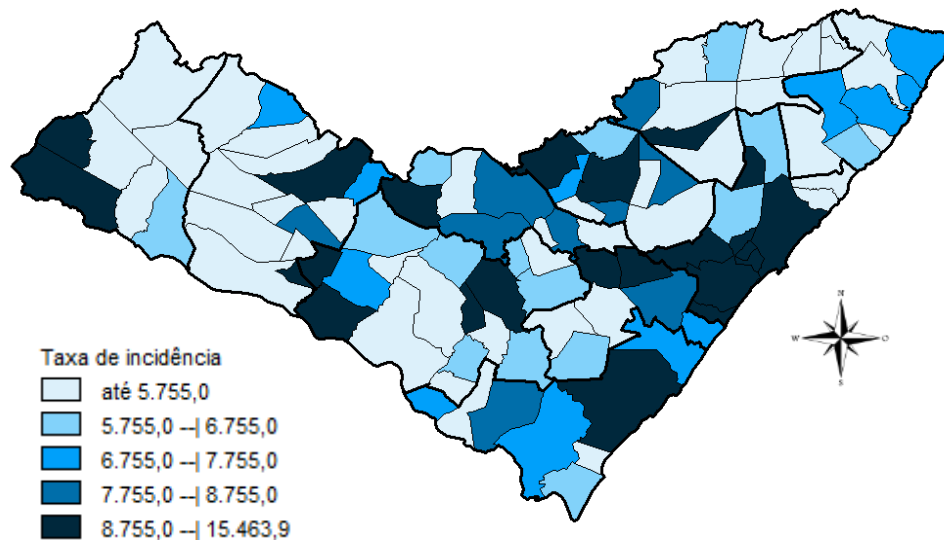 N
W
O
S
Taxa de incidência
até 5.755,0
5.755,0 --| 6.755,0
6.755,0 --| 7.755,0
7.755,0 --| 8.755,0
8.755,0 --| 15.463,9